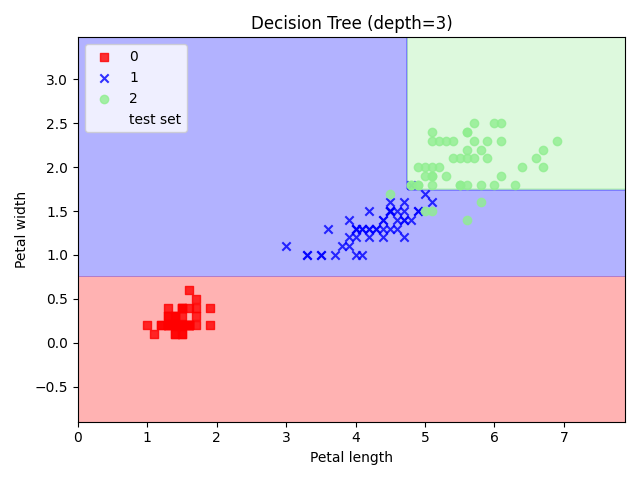 Decision Tree (depth=3)
0
1
2
test set
3.0
2.5
2.0
1.5
1.0
0.5
0.0
−0.5
Petal width
0 1 2 3 4 5 6 7
Petal length